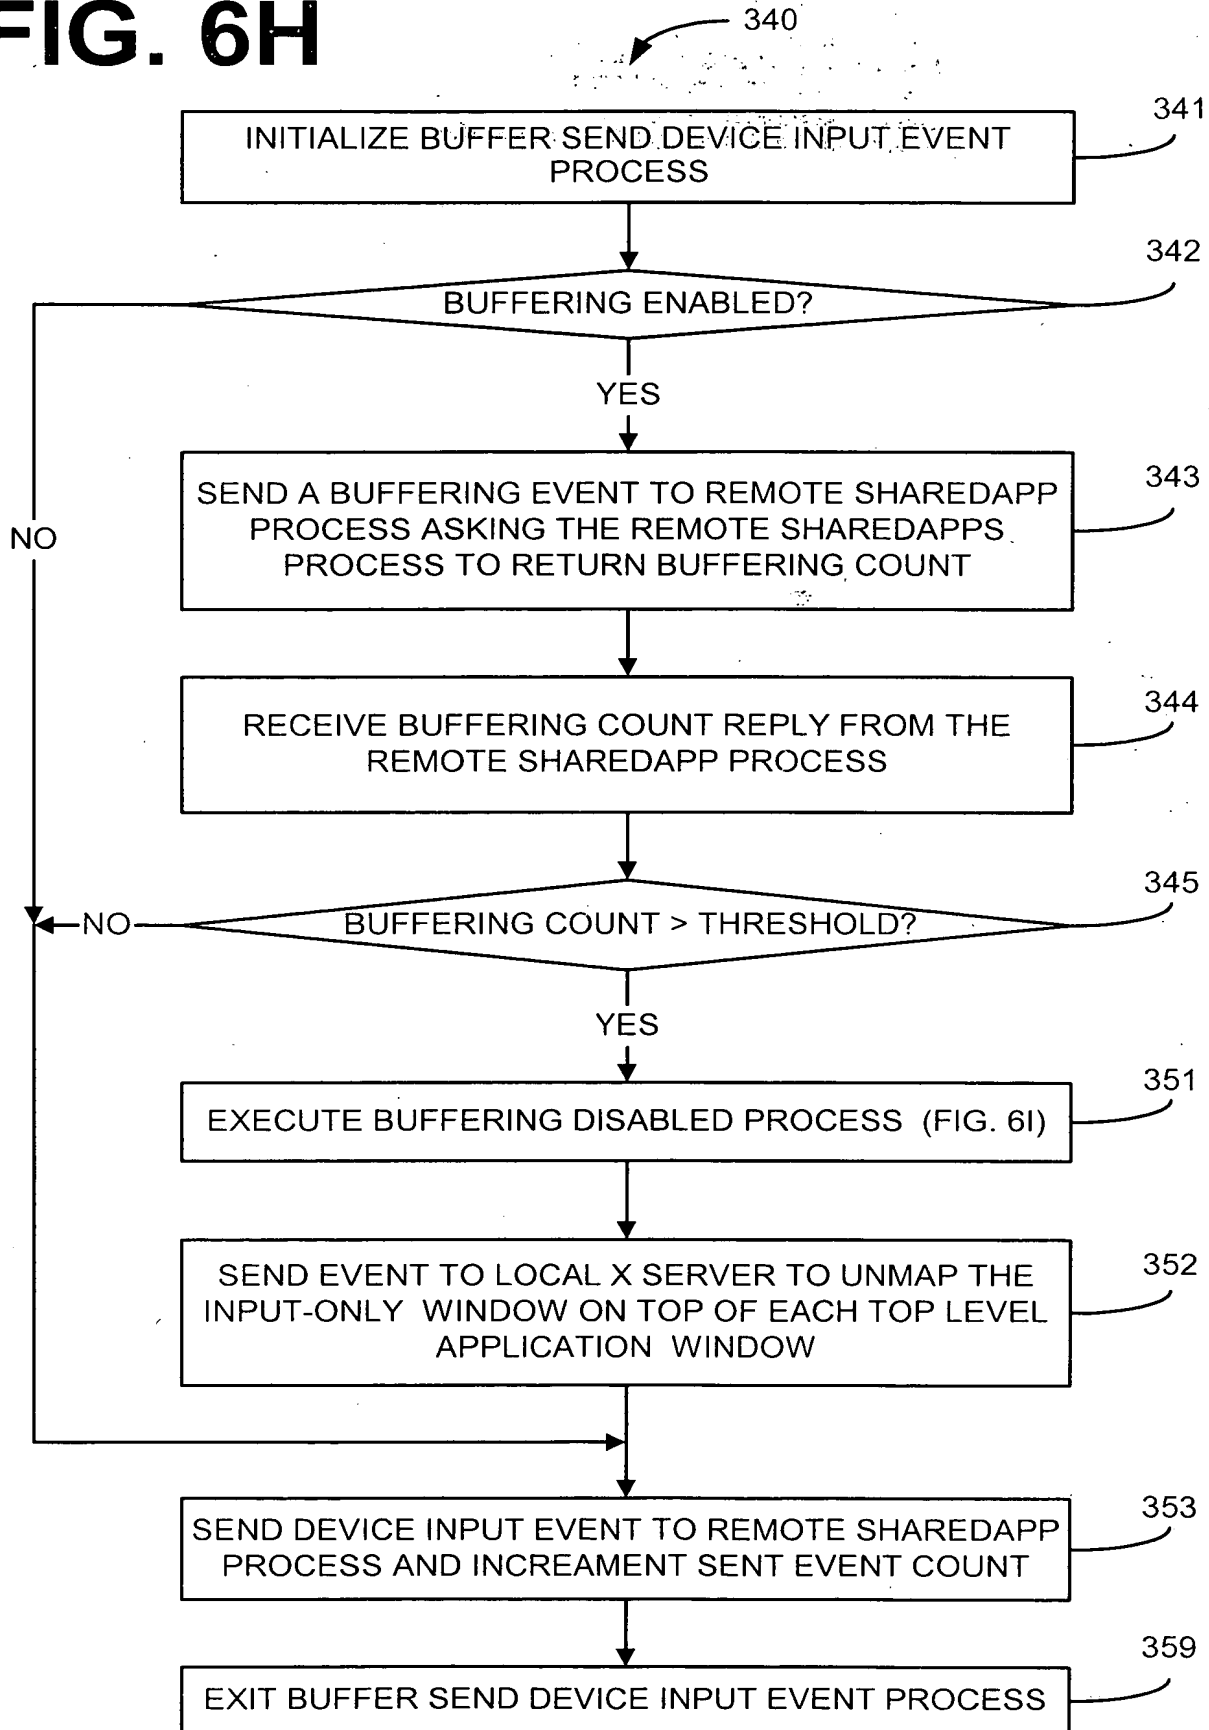 FIG. 6H
340
INITIALIZE BUFFER SEND DEVICE INPUT EVENT
PROCESS
341
BUFFERING ENABLED?
342
YES
NO
SEND A BUFFERING EVENT TO REMOTE SHAREDAPP
PROCESS ASKING THE REMOTE SHAREDAPPS
PROCESS TO RETURN BUFFERING COUNT
343
RECEIVE BUFFERING COUNT REPLY FROM THE
REMOTE SHAREDAPP PROCESS
344
BUFFERING COUNT > THRESHOLD?
345
NO
YES
EXECUTE BUFFERING DISABLED PROCESS (FIG. 6I)
351
SEND EVENT TO LOCAL X SERVER TO UNMAP THE
INPUT-ONLY WINDOW ON TOP OF EACH TOP LEVEL
APPLICATION WINDOW
352
SEND DEVICE INPUT EVENT TO REMOTE SHAREDAPP
PROCESS AND INCREAMENT SENT EVENT COUNT
353
EXIT BUFFER SEND DEVICE INPUT EVENT PROCESS
359